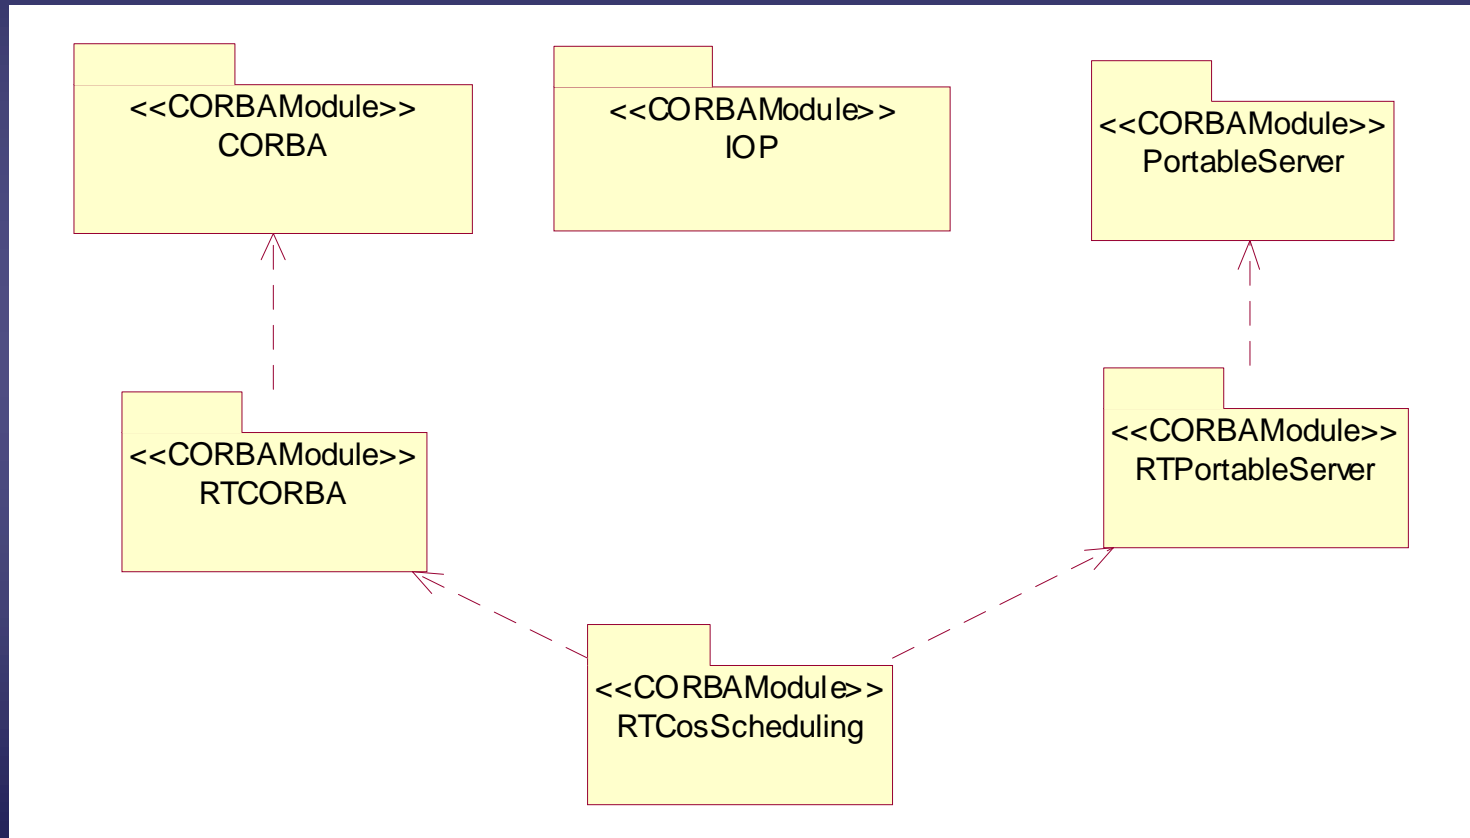 <<CORBAModule>>
CORBA
<<CORBAModule>>
IOP
<<CORBAModule>>
PortableServer
<<CORBAModule>>
RTCORBA
<<CORBAModule>>
RTPortableServer
<<CORBAModule>>
RTCosScheduling